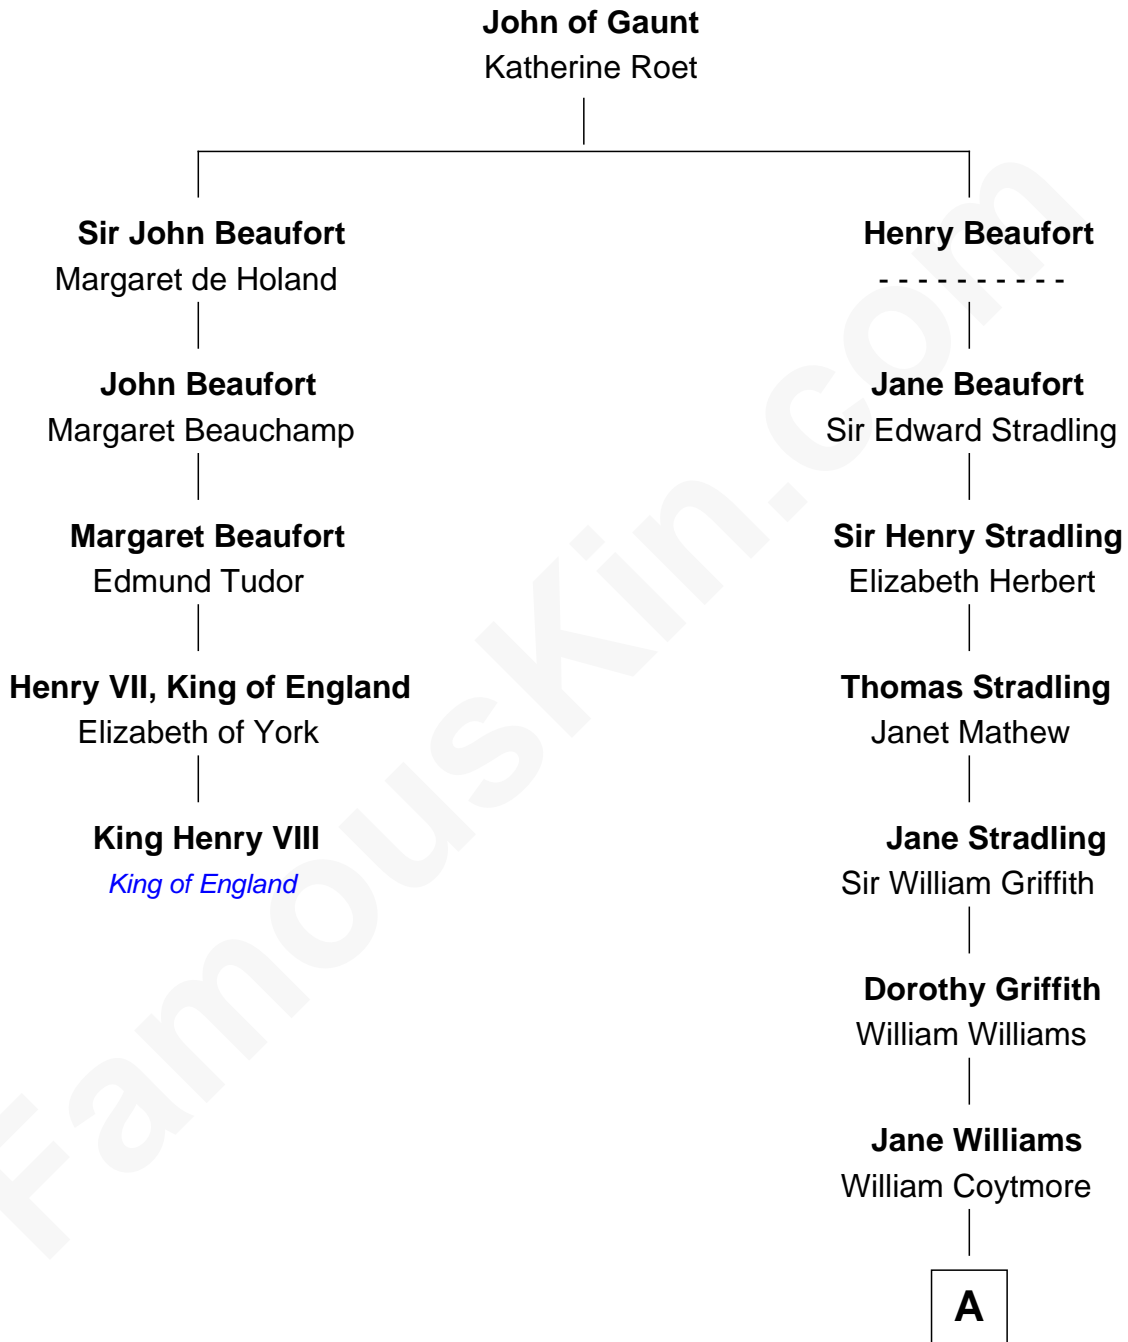 John of Gaunt
Katherine Roet
Sir John Beaufort
Margaret de Holand
John Beaufort
Margaret Beauchamp
Margaret Beaufort
Edmund Tudor
Henry VII, King of England
Elizabeth of York
King Henry VIII
King of England
Henry Beaufort
- - - - - - - - - -
Jane Beaufort
Sir Edward Stradling
Sir Henry Stradling
Elizabeth Herbert
Thomas Stradling
Janet Mathew
Jane Stradling
Sir William Griffith
Dorothy Griffith
William Williams
Jane Williams
William Coytmore
A
FamousKin.com